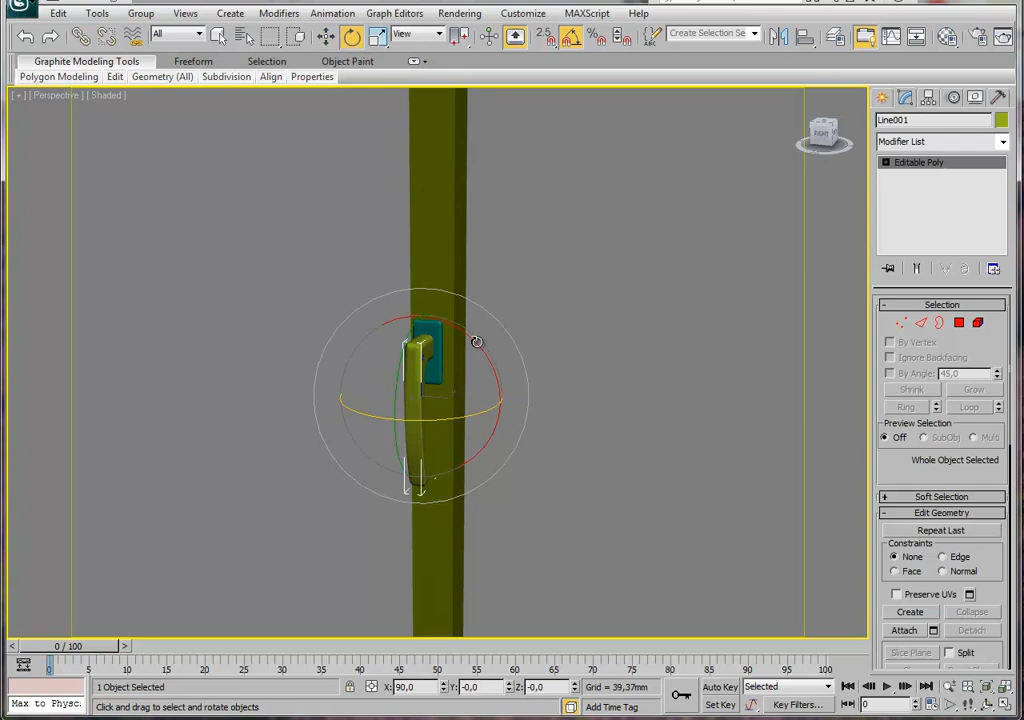 Edit Tools Group Views Create Modifiers Animation Graph Editors Rendering Customize MAXScript Help
All View 2.5 Create Selection Se
Graphite Modeling Tools Freeform Selection Object Paint
Polygon Modeling Edit Geometry (All) Subdivision Align Properties
[ + ] [ Perspective ] [ Shaded ]
FRONT
Line001
Modifier List
Editable Poly
- Selection
By Vertex
Ignore Backfacing
By Angle: 45,0
Shrink Grow
Ring Loop
Preview Selection
Off SubObj Multi
Whole Object Selected
+ Soft Selection
- Edit Geometry
Repeat Last
Constraints
None Edge
Face Normal
Preserve UVs
Create Collapse
Attach Detach
Slice Plane Split
< 0 / 100 >
0 5 10 15 20 25 30 35 40 45 50 55 60 65 70 75 80 85 90 95 100
1 Object Selected X: 90,0 Y: -0,0 Z: -0,0 Grid = 39,37mm Auto Key Selected
Max to Physc: Click and drag to select and rotate objects Add Time Tag Set Key Key Filters... 0